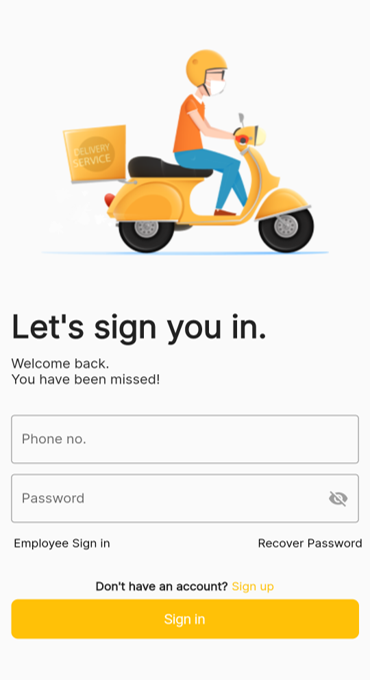 DELIVERY
SERVICE
Let's sign you in.
Welcome back.
You have been missed!
Phone no.
Password
Employee Sign in
Recover Password
Don't have an account? Sign up
Sign in